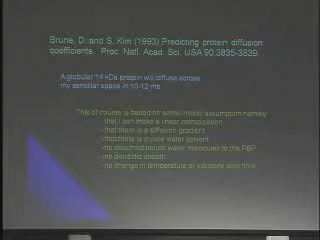 Brune, D. and S. Kim (1993) Predicting protein diffusion
coefficients. Proc. Natl. Acad. Sci. USA 90:3835-3839.
A globular 14 kDa protein will diffuse across
my sensillar space in 10-12 ms
This of course is based on some invalid assumption namely
-that I can make a linear extrapolation
-that there is a diffusion gradient
-that there is a pure water solvent
-no assumed bound water molecules to the PBP
-no dendritic sheath
-no change in temperature or viscosity over time